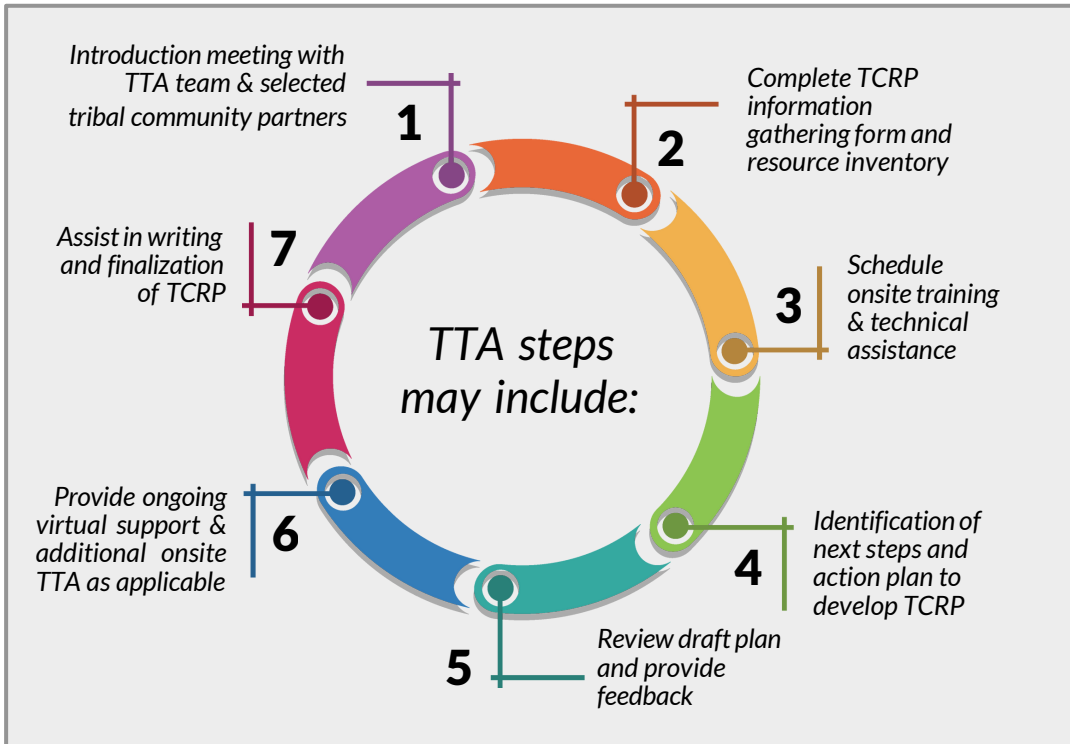 TTA steps
may include:
1
Introduction meeting with
TTA team & selected
tribal community partners
2
Complete TCRP
information
gathering form and
resource inventory
3
Schedule
onsite training
& technical
assistance
4
Identification of
next steps and
action plan to
develop TCRP
5
Review draft plan
and provide
feedback
6
Provide ongoing
virtual support &
additional onsite
TTA as applicable
7
Assist in writing
and finalization
of TCRP